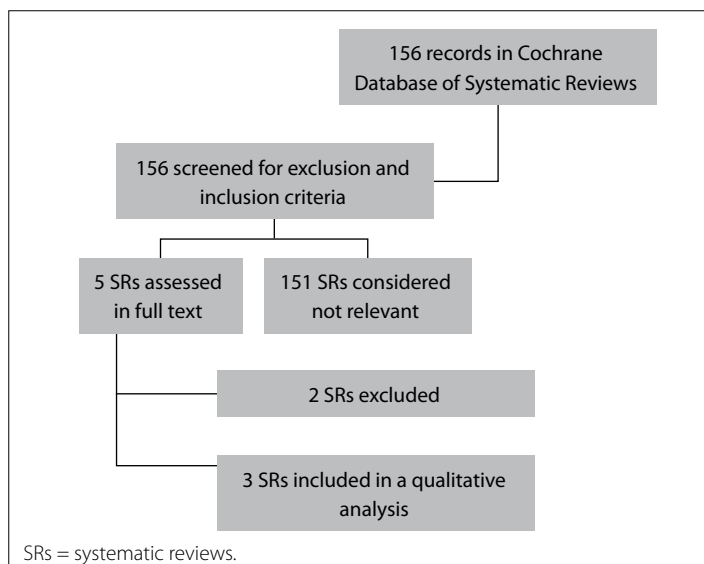 156 records in Cochrane
Database of Systematic Reviews
156 screened for exclusion and
inclusion criteria
5 SRs assessed
in full text
151 SRs considered
not relevant
2 SRs excluded
3 SRs included in a qualitative
analysis
SRs = systematic reviews.